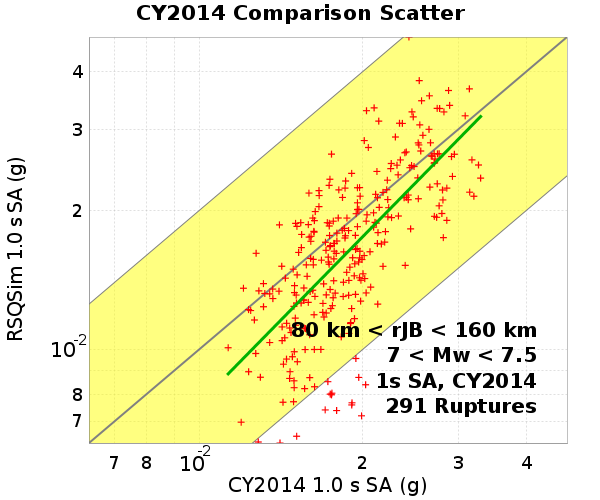 CY2014 Comparison Scatter
RSQSim 1.0 s SA (g)
4
3
2
10-2
8
7
80 km < rJB < 160 km
7 < Mw < 7.5
1s SA, CY2014
291 Ruptures
7 8 10-2 2 3 4
CY2014 1.0 s SA (g)